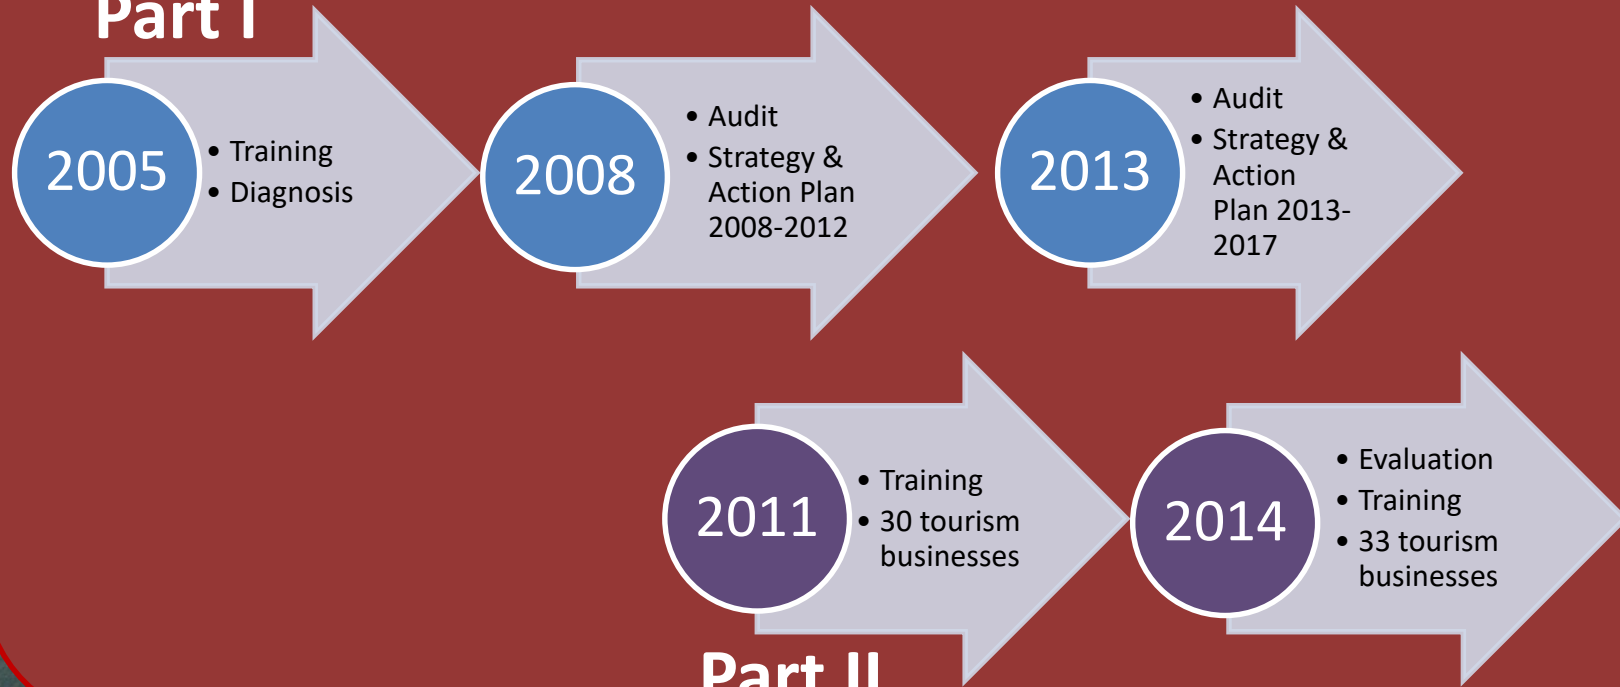 Part I
2005
• Training
• Diagnosis
2008
• Audit
• Strategy &
Action Plan
2008-2012
2013
• Audit
• Strategy &
Action
Plan 2013-
2017
2011
• Training
• 30 tourism
businesses
2014
• Evaluation
• Training
• 33 tourism
businesses
Part II